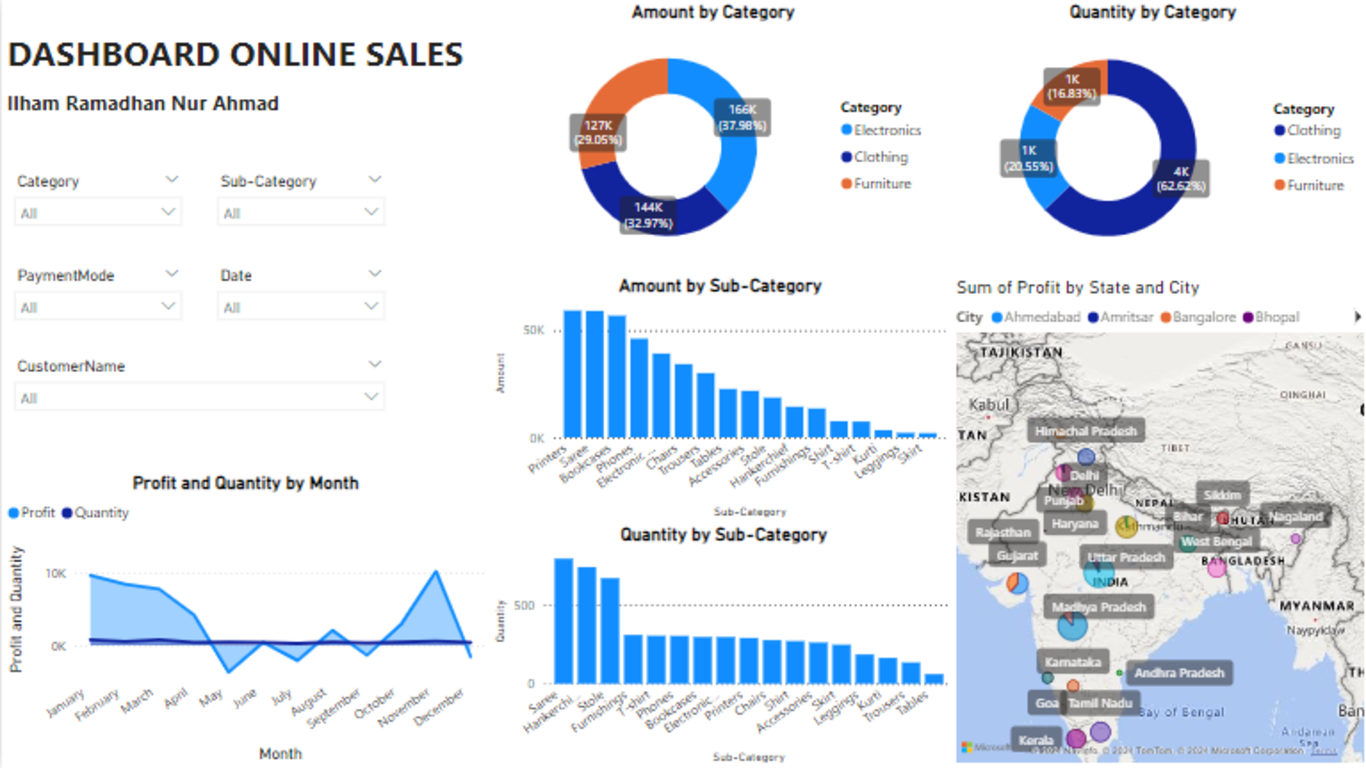 DASHBOARD ONLINE SALES
Ilham Ramadhan Nur Ahmad
Category
All
Sub-Category
All
PaymentMode
All
Date
All
CustomerName
All
Profit and Quantity by Month
Profit Quantity
Profit and Quantity
10K
0K
January
February
March
April
May
June
July
August
September
October
November
December
Month
Amount by Category
166K
(37.98%)
127K
(29.05%)
144K
(32.97%)
Category
Electronics
Clothing
Furniture
Quantity by Category
1K
(16.83%)
1K
(20.55%)
4K
(62.62%)
Category
Clothing
Electronics
Furniture
Amount by Sub-Category
Amount
50K
0K
Printers
Saree
Bookcases
Phones
Electronic ...
Chairs
Trousers
Tables
Accessories
Stole
Hankerchief
Furnishings
Shirt
T-shirt
Kurti
Leggings
Skirt
Sub-Category
Quantity by Sub-Category
Quantity
500
0
Saree
Hankerchi...
Stole
Furnishings
T-shirt
Phones
Bookcases
Electronic...
Printers
Chairs
Shirt
Accessories
Skirt
Leggings
Kurti
Trousers
Tables
Sub-Category
Sum of Profit by State and City
City Ahmedabad Amritsar Bangalore Bhopal
GANSU
TAJIKISTAN
QINGHAI
Kabul
TAN
Himachal Pradesh
TIBET
Delhi
New Delhi
KISTAN
Punjab
NEPAL
Sikkim
Haryana
Bihar
BHUTAN
Nagaland
Rajasthan
West Bengal
Gujarat
Uttar Pradesh
BANGLADESH
INDIA
Madhya Pradesh
MYANMAR
Naypyidaw
Karnataka
Andhra Pradesh
TH
Goa
Tamil Nadu
Bay of Bengal
Ban
Andaman
Sea
Kerala
© 2024 TomTom, © 2024 Microsoft Corporation Terms